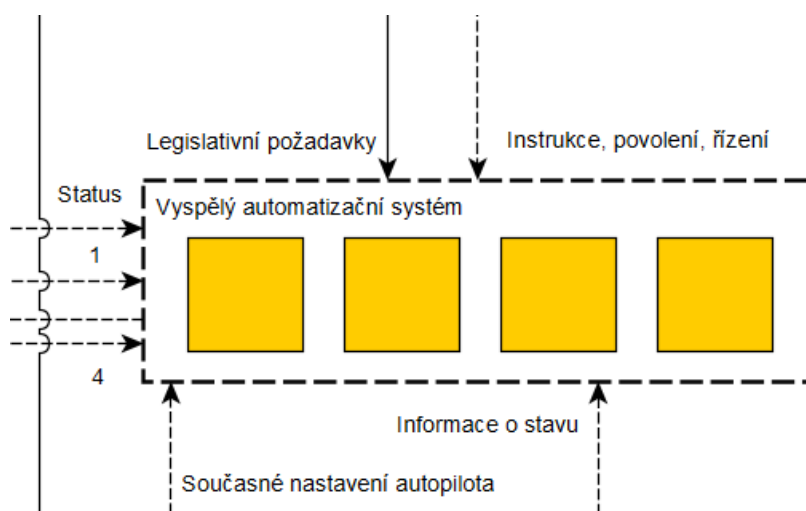 Legislativní požadavky
Instrukce, povolení, řízení
Status
Vyspělý automatizační systém
1
4
Informace o stavu
Současné nastavení autopilota